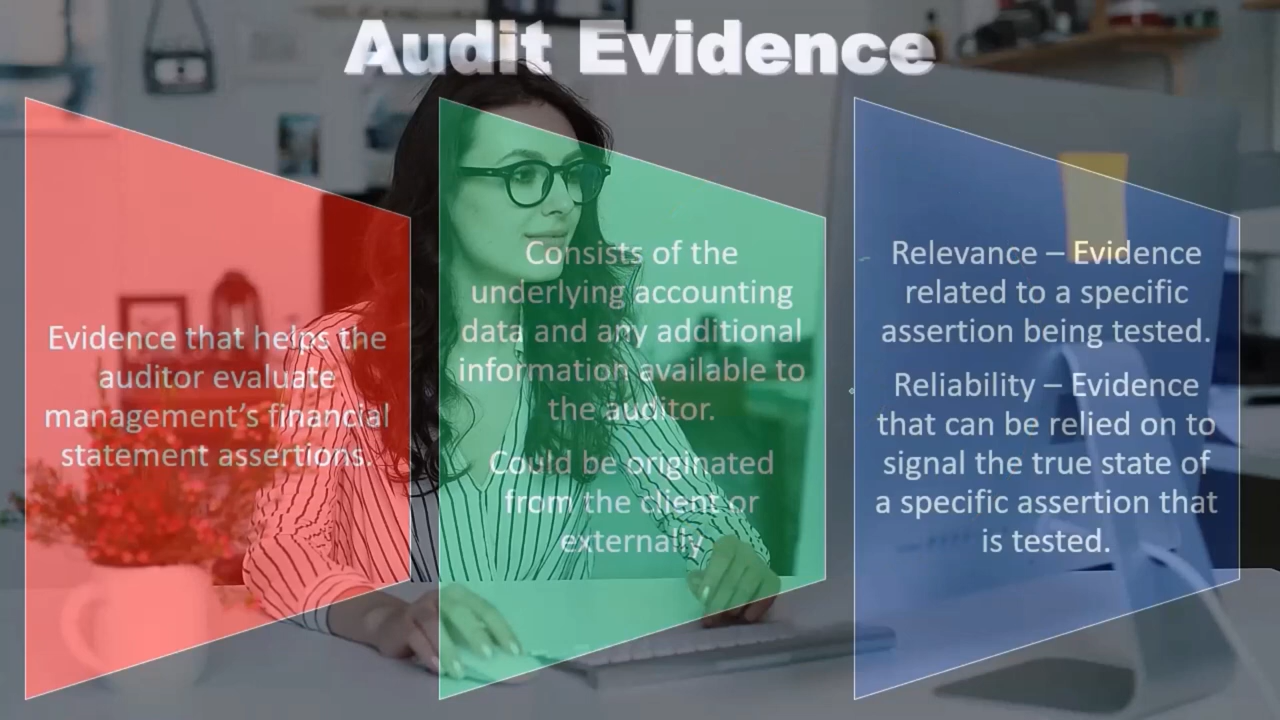 Audit Evidence
Evidence that helps the
auditor evaluate
management’s financial
statement assertions.
Consists of the
underlying accounting
data and any additional
information available to
the auditor.
Could be originated
from the client or
externally
Relevance – Evidence
related to a specific
assertion being tested.
Reliability – Evidence
that can be relied on to
signal the true state of
a specific assertion that
is tested.